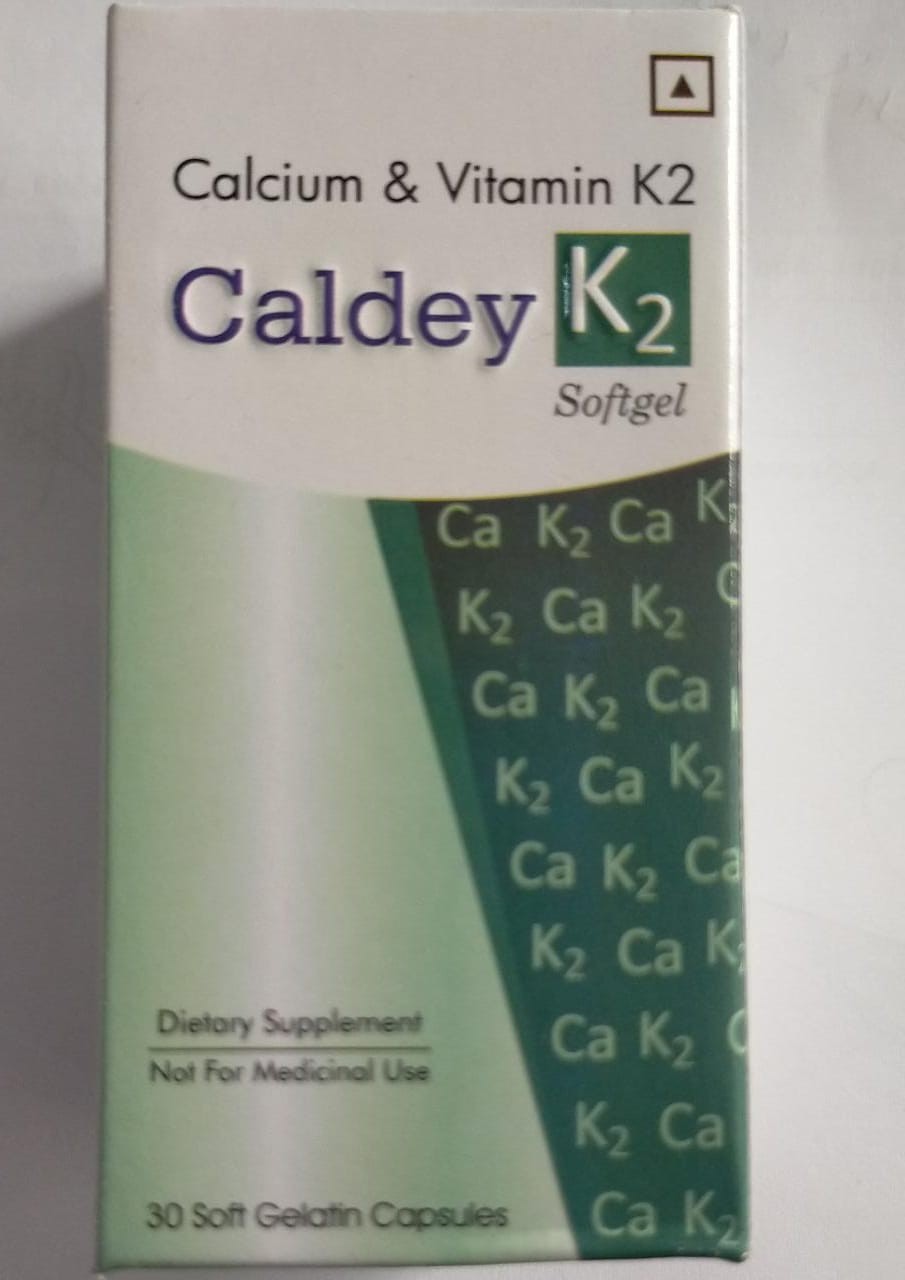 Calcium & Vitamin K2
Caldey K2
Softgel
Ca K2 Ca K
K2 Ca K2
Ca K2 Ca
K2 Ca K2
Ca K2 Ca
K2 Ca K2
Ca K2
K2 Ca
Ca K2
Dietary Supplement
Not For Medicinal Use
30 Soft Gelatin Capsules